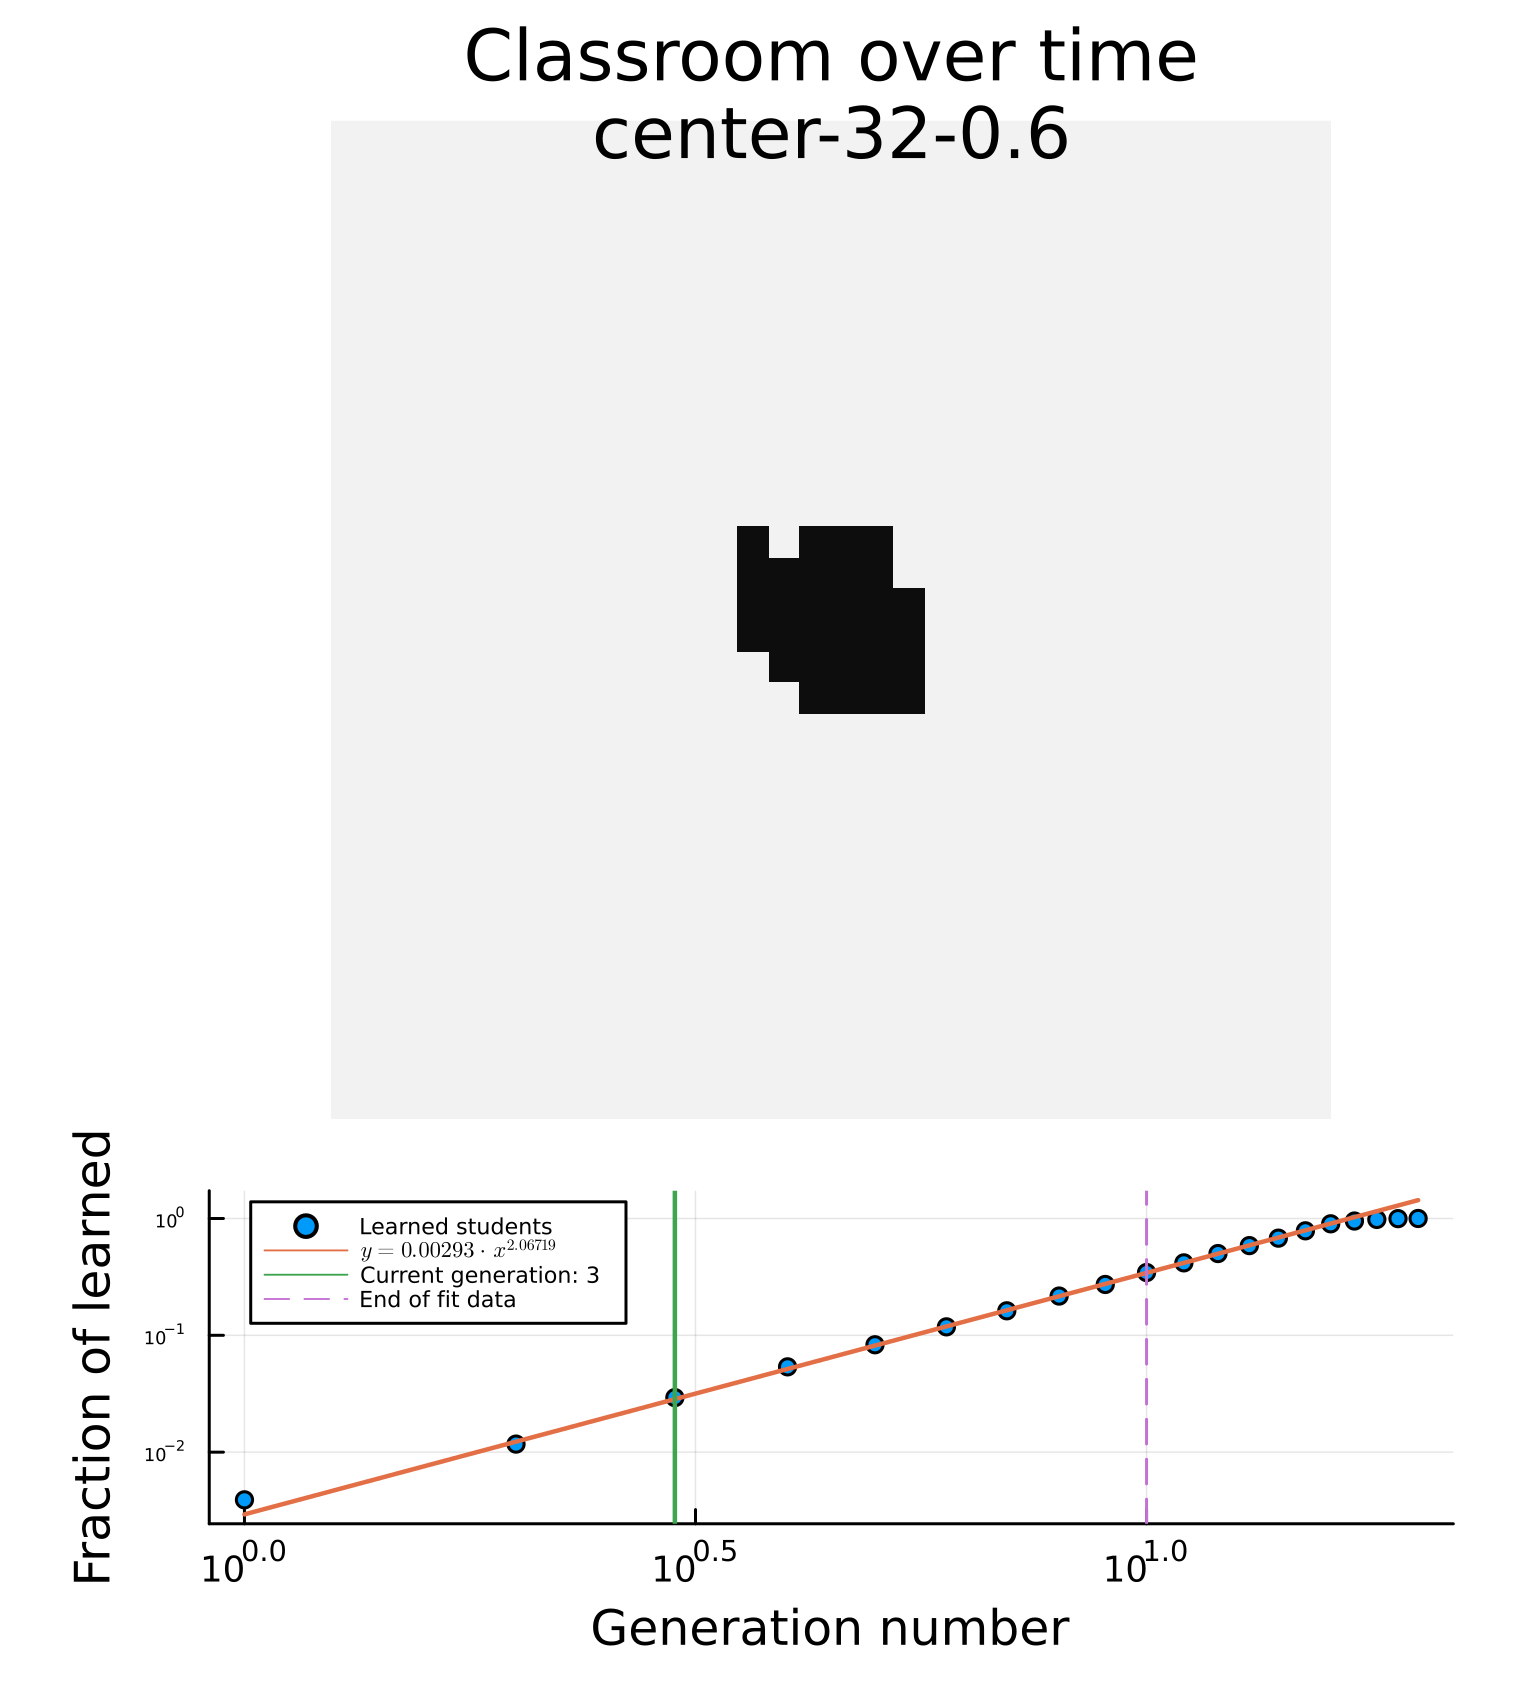 Classroom over time
center-32-0.6
Fraction of learned
10⁰
10⁻¹
10⁻²
Learned students
y = 0.00293 · x^2.06719
Current generation: 3
End of fit data
10^0.0
10^0.5
10^1.0
Generation number